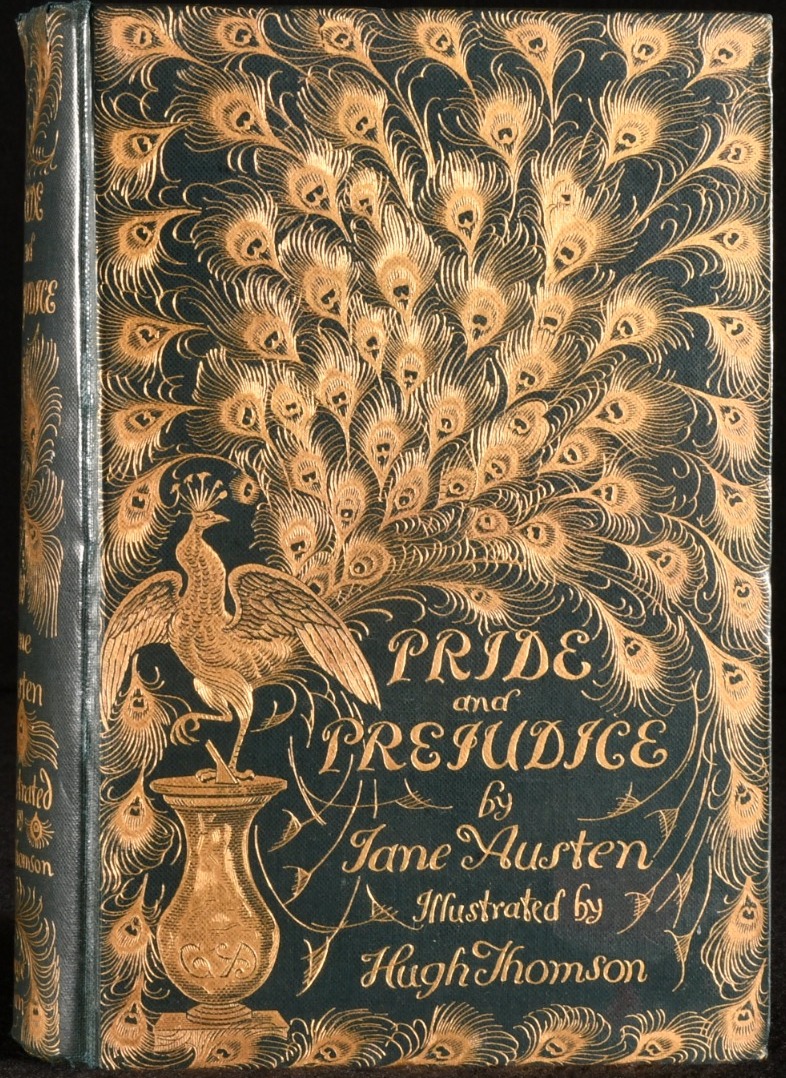 PRIDE
and
PREJUDICE
by
Jane Austen
Illustrated by
Hugh Thomson